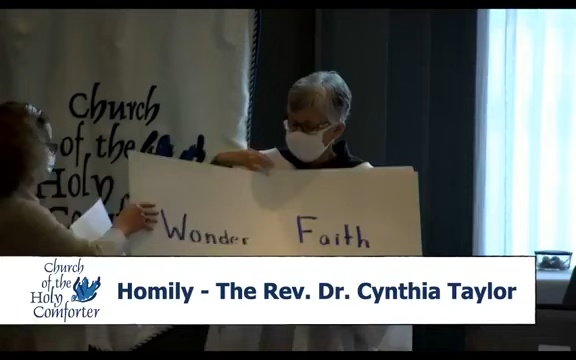 Church
of the
Holy
Wonder Faith
Church
of the
Holy
Comforter
Homily - The Rev. Dr. Cynthia Taylor